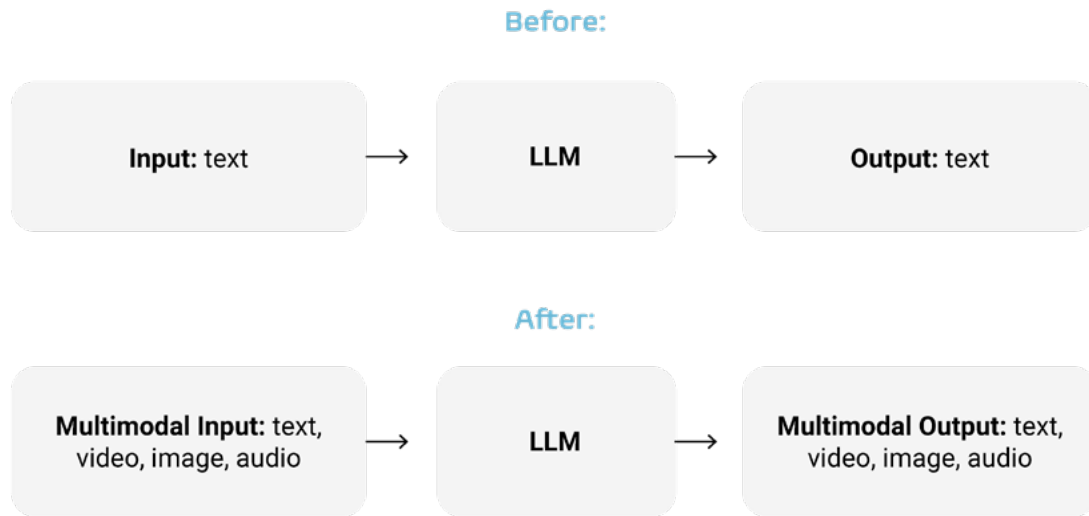 Before:
Input: text
LLM
Output: text
After:
Multimodal Input: text,
video, image, audio
LLM
Multimodal Output: text,
video, image, audio